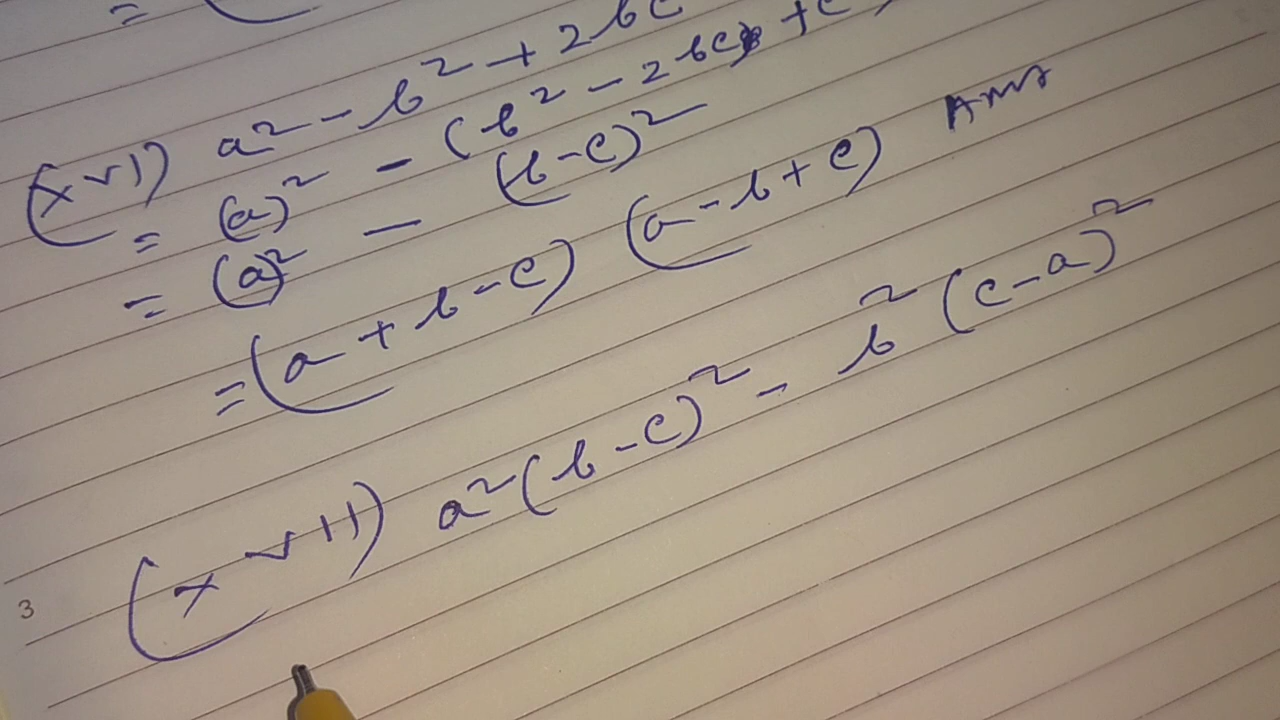 =
(xvi) a² - b² + 2bc
= (a)² - (b² - 2bc + c
= (a)² - (b-c)²
= (a + b - c) (a - b + c) Ans
(xvii) a² (b - c)² - b² (c - a)²
3